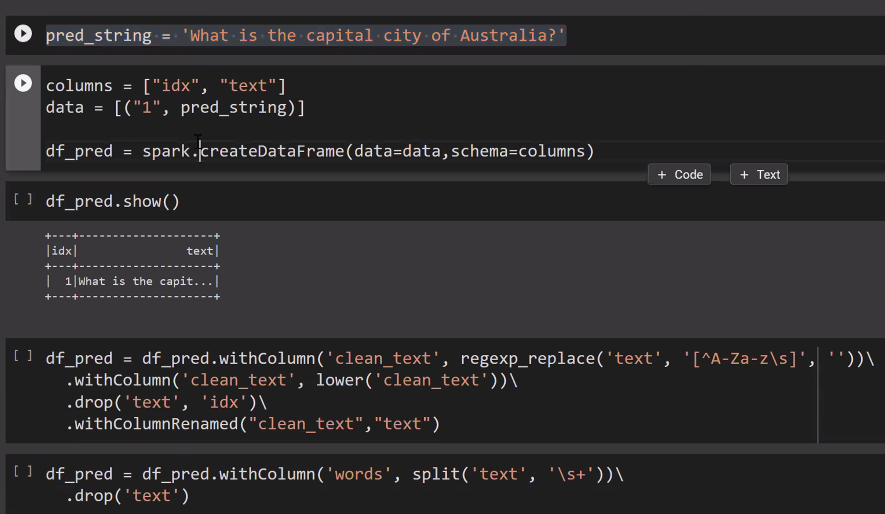 pred_string = 'What is the capital city of Australia?'
columns = ["idx", "text"]
data = [("1", pred_string)]
df_pred = spark.createDataFrame(data=data,schema=columns)
+ Code + Text
[ ] df_pred.show()
+---+--------------------+
|idx|                text|
+---+--------------------+
|  1|What is the capit...|
+---+--------------------+
[ ] df_pred = df_pred.withColumn('clean_text', regexp_replace('text', '[^A-Za-z\s]', ''))\
.withColumn('clean_text', lower('clean_text'))\
.drop('text', 'idx')\
.withColumnRenamed("clean_text","text")
[ ] df_pred = df_pred.withColumn('words', split('text', '\s+'))\
.drop('text')